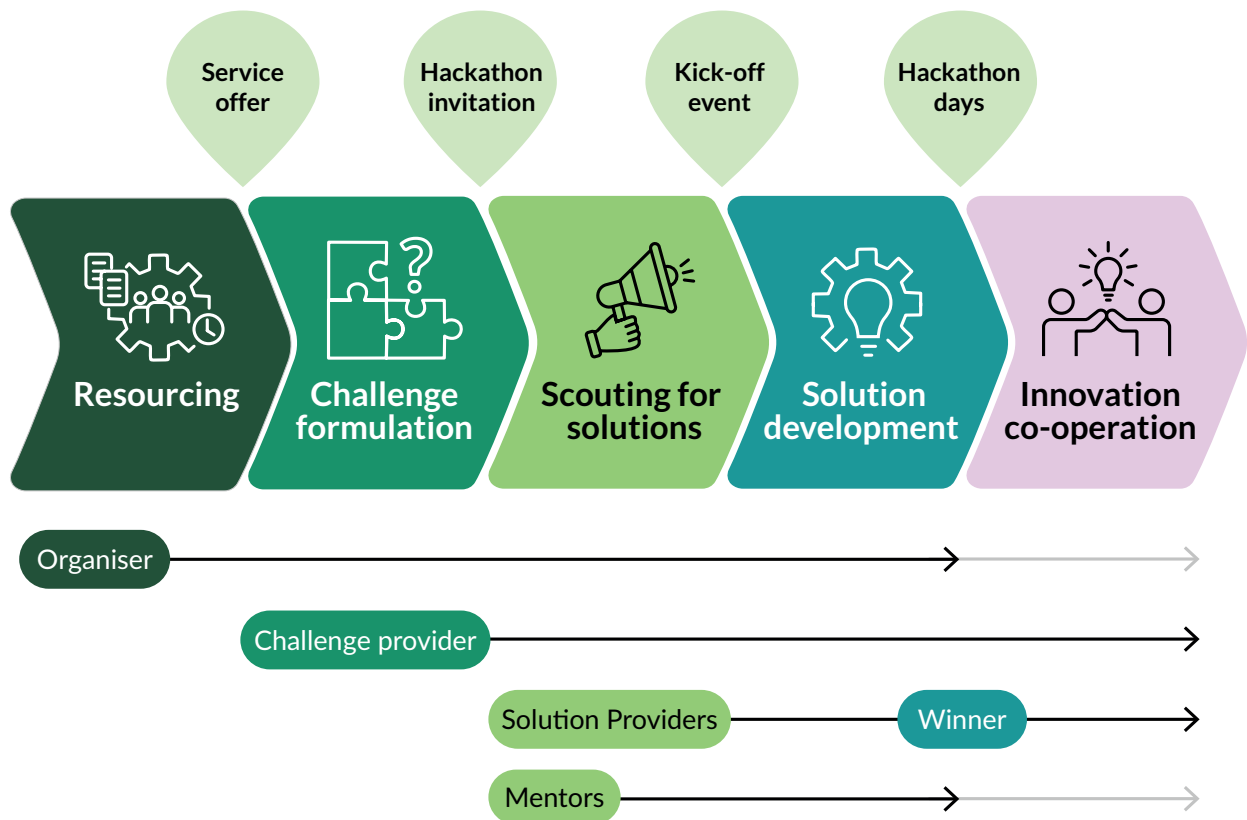 Service
offer
Hackathon
invitation
Kick-off
event
Hackathon
days
?
Resourcing
Challenge
formulation
Scouting for
solutions
Solution
development
Innovation
co-operation
Organiser
Challenge provider
Solution Providers
Winner
Mentors